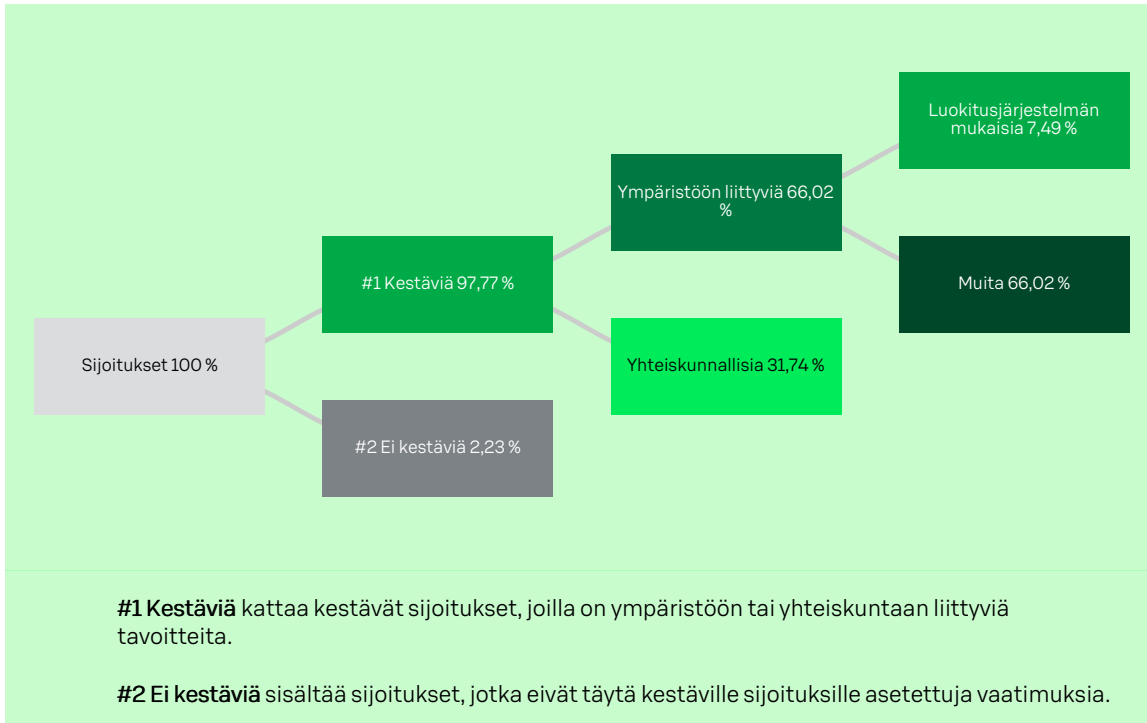 Luokitusjärjestelmän
mukaisia 7,49 %
Ympäristöön liittyviä 66,02
%
#1 Kestäviä 97,77 %
Muita 66,02 %
Sijoitukset 100 %
Yhteiskunnallisia 31,74 %
#2 Ei kestäviä 2,23 %
#1 Kestäviä kattaa kestävät sijoitukset, joilla on ympäristöön tai yhteiskuntaan liittyviä
tavoitteita.
#2 Ei kestäviä sisältää sijoitukset, jotka eivät täytä kestäville sijoituksille asetettuja vaatimuksia.